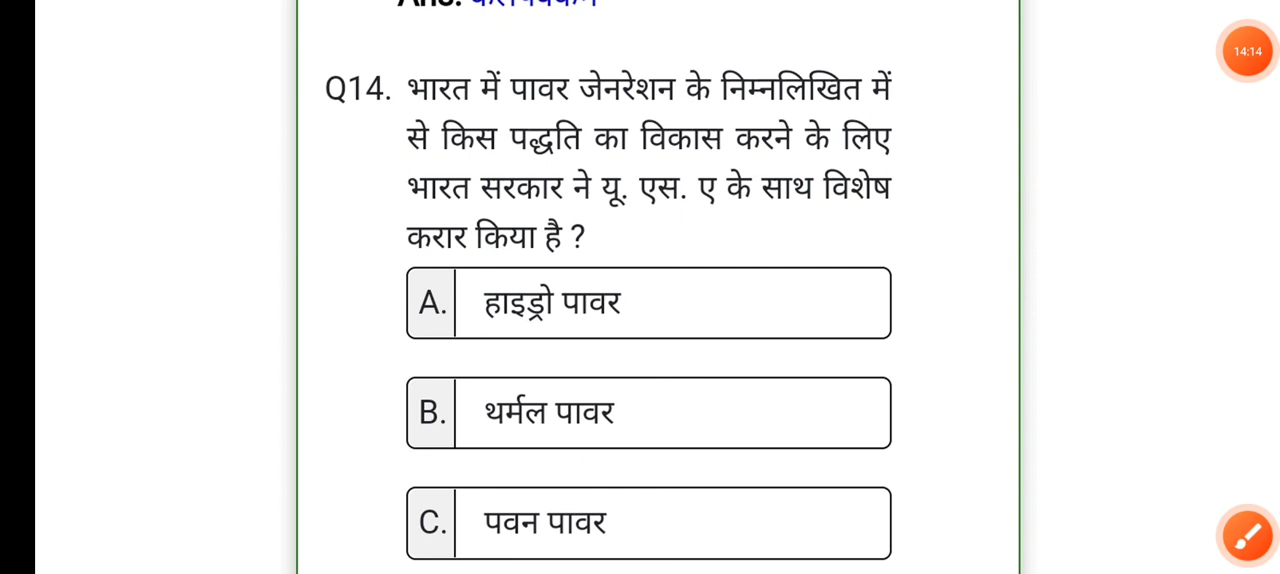 14:14
Q14. भारत में पावर जेनरेशन के निम्नलिखित में
से किस पद्धति का विकास करने के लिए
भारत सरकार ने यू. एस. ए के साथ विशेष
करार किया है ?
A. हाइड्रो पावर
B. थर्मल पावर
C. पवन पावर